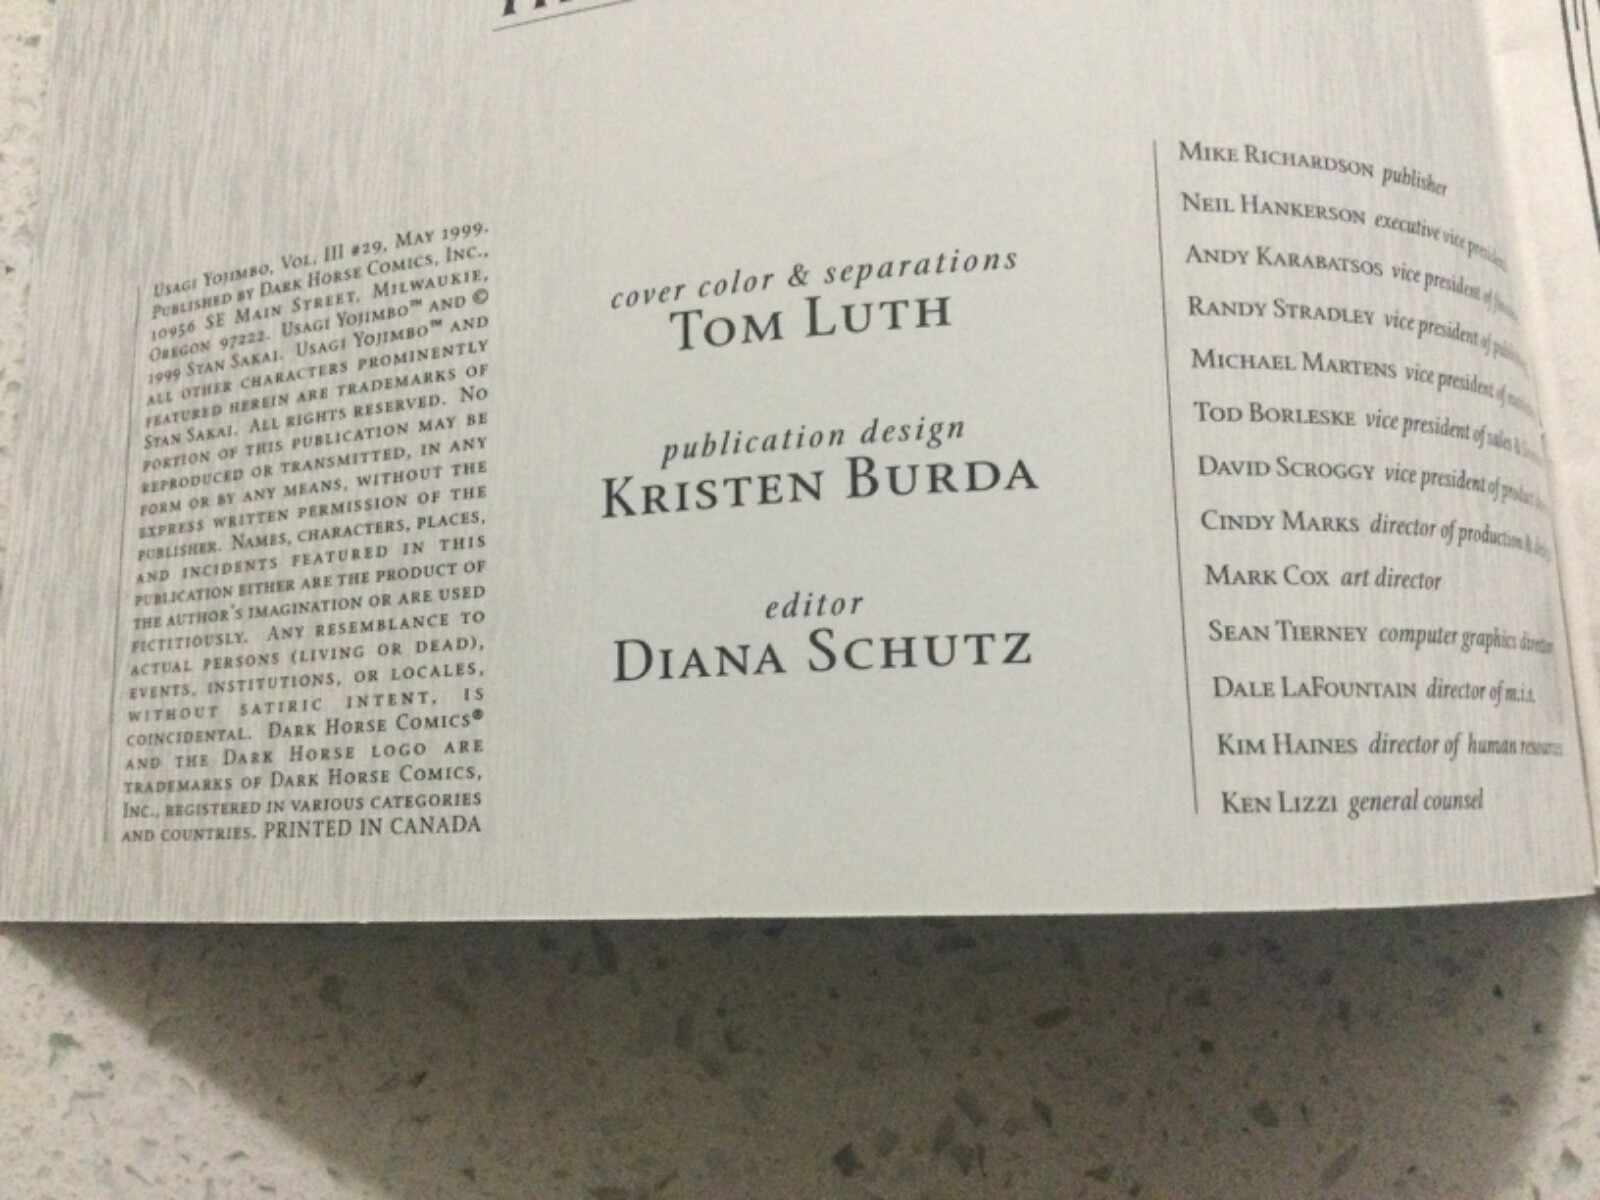 USAGI YOJIMBO, VOL. III #29, MAY 1999.
PUBLISHED BY DARK HORSE COMICS, INC.,
10956 SE MAIN STREET, MILWAUKIE,
OREGON 97222. USAGI YOJIMBO™ AND ©
1999 STAN SAKAI. USAGI YOJIMBO™ AND
ALL OTHER CHARACTERS PROMINENTLY
FEATURED HEREIN ARE TRADEMARKS OF
STAN SAKAI. ALL RIGHTS RESERVED. NO
PORTION OF THIS PUBLICATION MAY BE
REPRODUCED OR TRANSMITTED, IN ANY
FORM OR BY ANY MEANS, WITHOUT THE
EXPRESS WRITTEN PERMISSION OF THE
PUBLISHER. NAMES, CHARACTERS, PLACES,
AND INCIDENTS FEATURED IN THIS
PUBLICATION EITHER ARE THE PRODUCT OF
THE AUTHOR'S IMAGINATION OR ARE USED
FICTITIOUSLY. ANY RESEMBLANCE TO
ACTUAL PERSONS (LIVING OR DEAD),
EVENTS, INSTITUTIONS, OR LOCALES,
WITHOUT SATIRIC INTENT, IS
COINCIDENTAL. DARK HORSE COMICS®
AND THE DARK HORSE LOGO ARE
TRADEMARKS OF DARK HORSE COMICS,
INC., REGISTERED IN VARIOUS CATEGORIES
AND COUNTRIES. PRINTED IN CANADA
cover color & separations
TOM LUTH
publication design
KRISTEN BURDA
editor
DIANA SCHUTZ
MIKE RICHARDSON publisher
NEIL HANKERSON executive vice president
ANDY KARABATSOS vice president of
RANDY STRADLEY vice president of
MICHAEL MARTENS vice president of
TOD BORLESKE vice president of sales &
DAVID SCROGGY vice president of
CINDY MARKS director of production &
MARK COX art director
SEAN TIERNEY computer graphics director
DALE LAFOUNTAIN director of m.i.s.
KIM HAINES director of human resources
KEN LIZZI general counsel